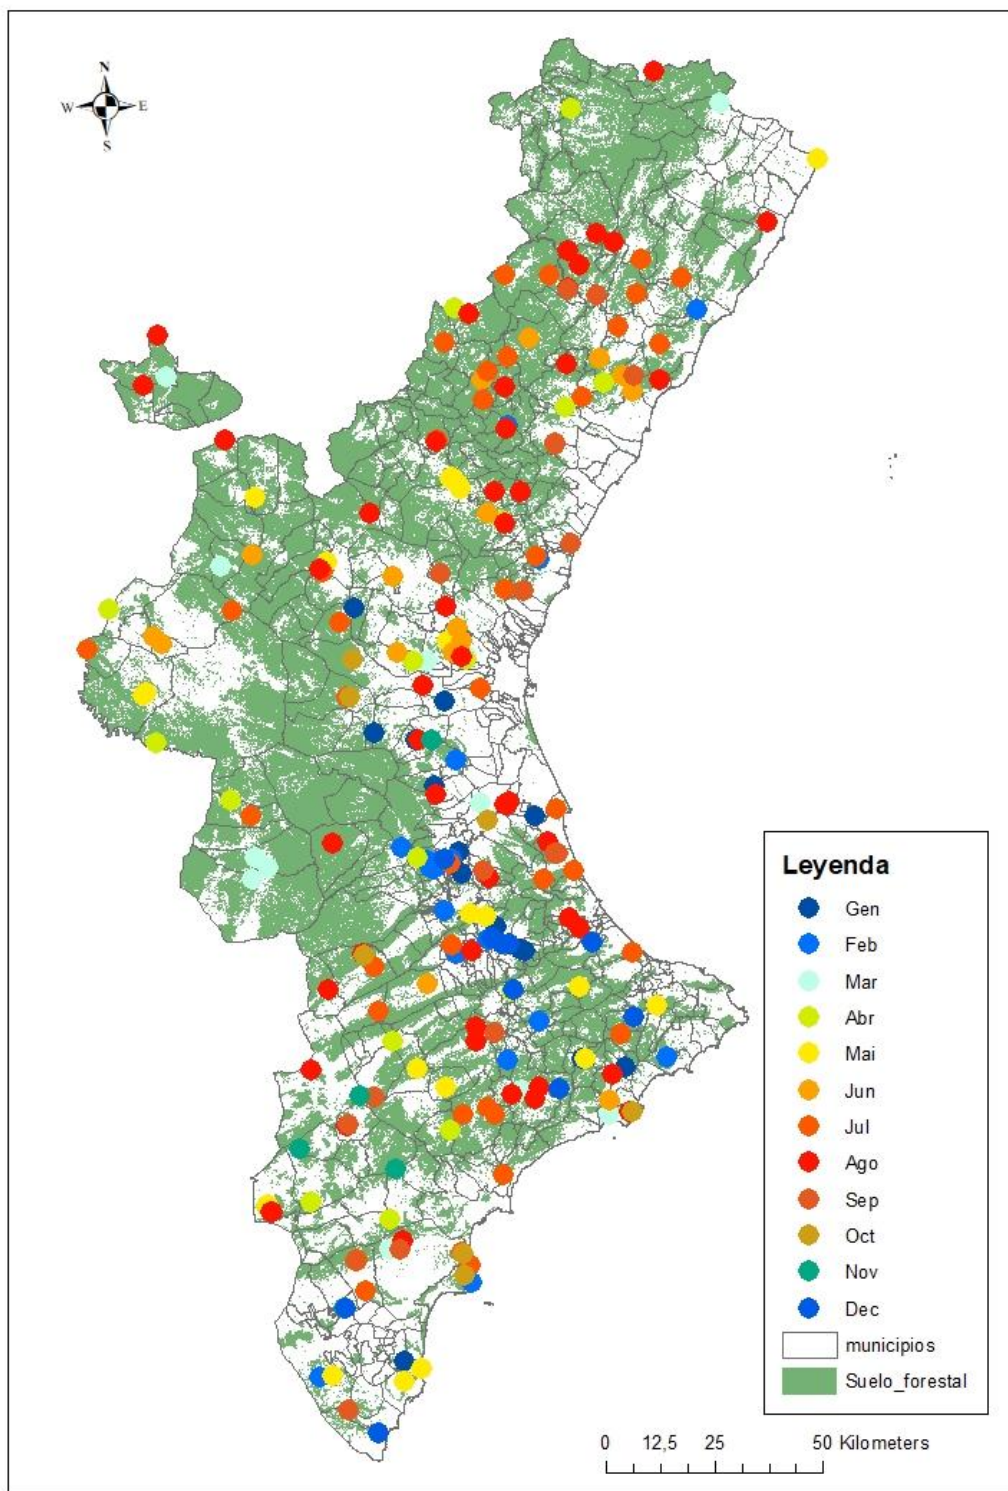 N
W E
S
Leyenda
Gen
Feb
Mar
Abr
Mai
Jun
Jul
Ago
Sep
Oct
Nov
Dec
municipios
Suelo_forestal
0 12,5 25 50 Kilometers